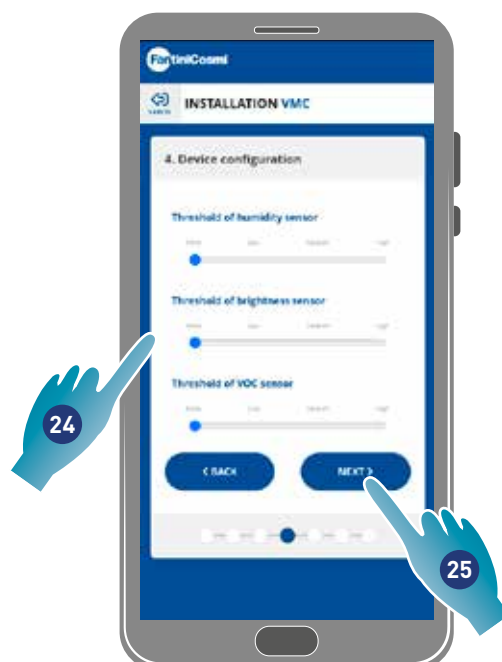 FantiniCosmi
INSTALLATION VMC
4. Device configuration
Threshold of humidity sensor
Threshold of brightness sensor
Threshold of VOC sensor
24
< BACK
NEXT >
25